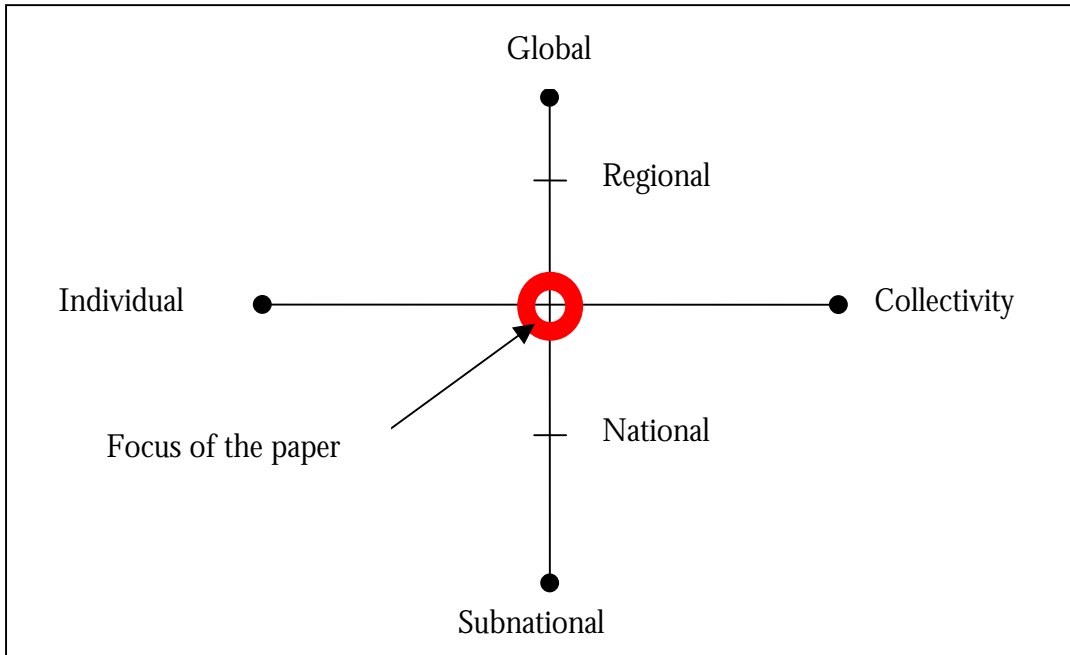 Global
Regional
Individual
Collectivity
National
Focus of the paper
Subnational